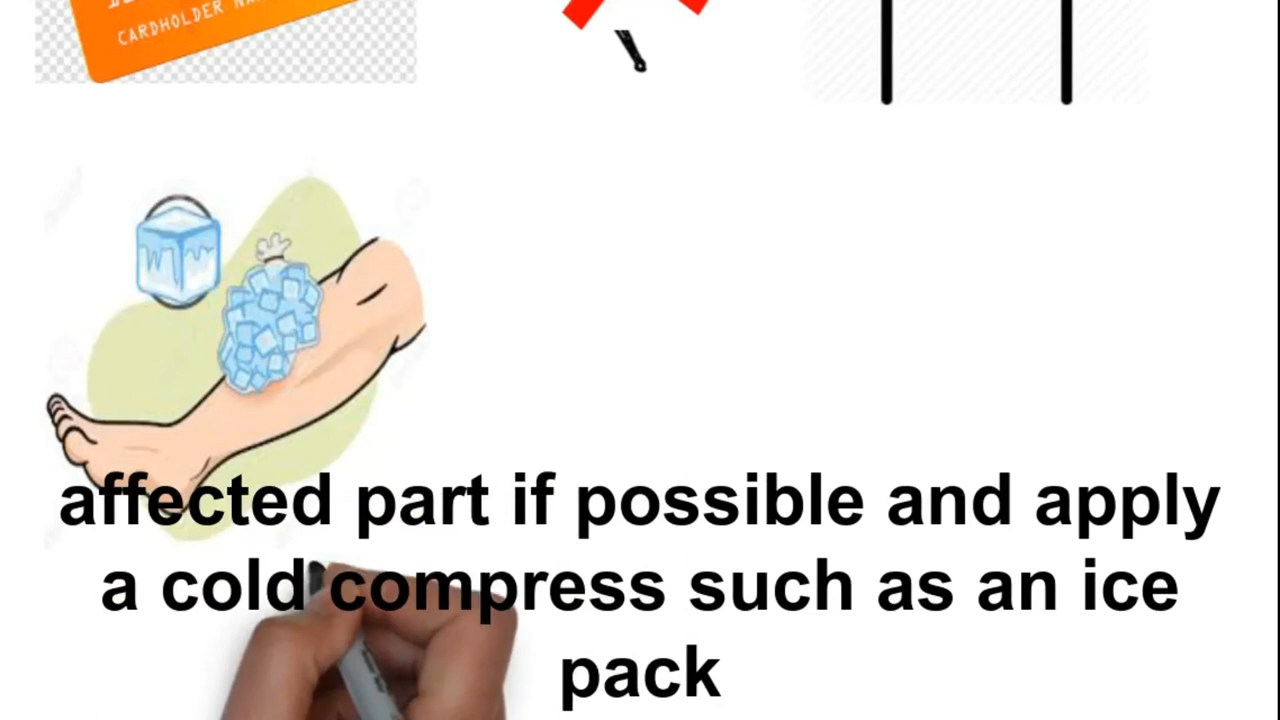 CARDHOLDER
affected part if possible and apply
a cold compress such as an ice
pack